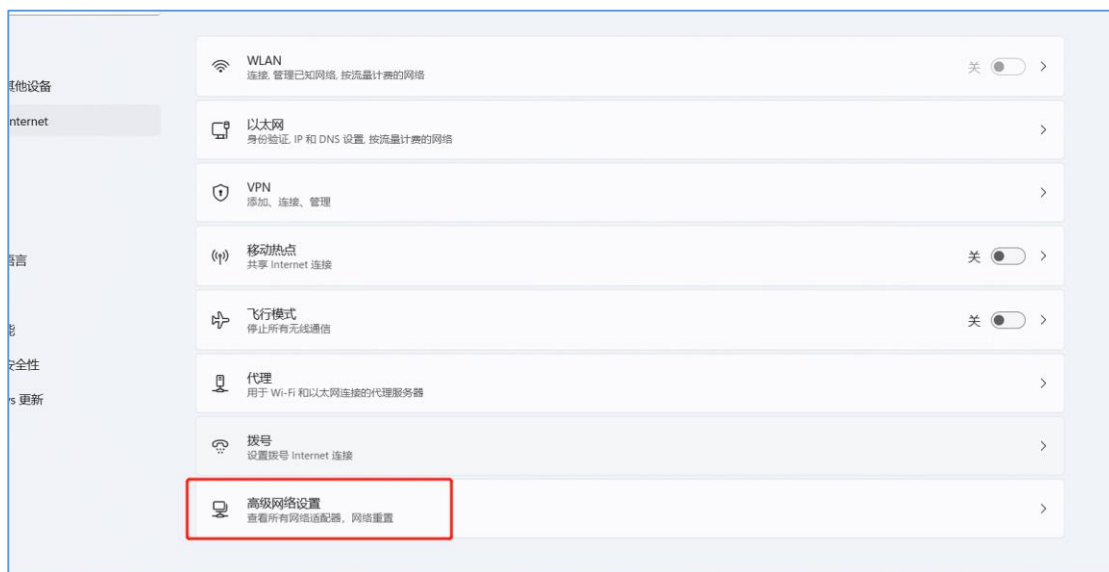 其他设备
nternet
语言
能
安全性
s 更新
WLAN
连接, 管理已知网络, 按流量计费的网络
关
以太网
身份验证, IP 和 DNS 设置, 按流量计费的网络
VPN
添加、连接、管理
移动热点
共享 Internet 连接
关
飞行模式
停止所有无线通信
关
代理
用于 Wi-Fi 和以太网连接的代理服务器
拨号
设置拨号 Internet 连接
高级网络设置
查看所有网络适配器，网络重置